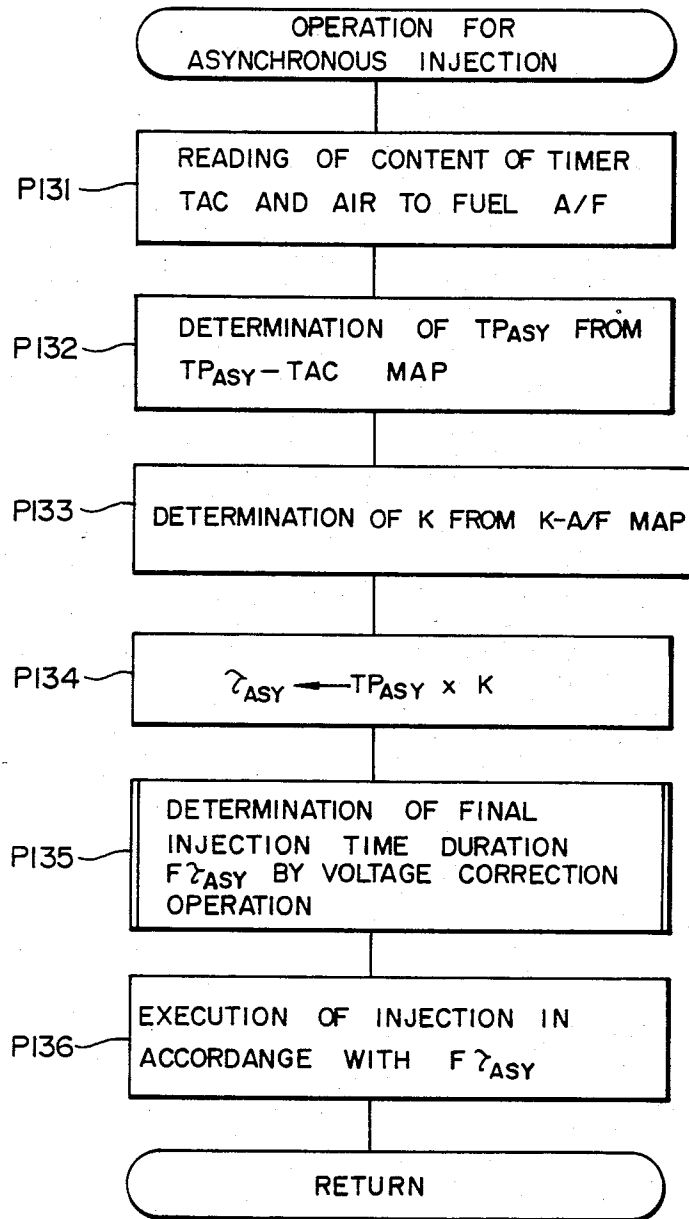 OPERATION FOR
ASYNCHRONOUS INJECTION
P131
READING OF CONTENT OF TIMER
TAC AND AIR TO FUEL A/F
P132
DETERMINATION OF TPASY FROM
TPASY-TAC MAP
P133
DETERMINATION OF K FROM K-A/F MAP
P134
τASY ← TPASY x K
P135
DETERMINATION OF FINAL
INJECTION TIME DURATION
FτASY BY VOLTAGE CORRECTION
OPERATION
P136
EXECUTION OF INJECTION IN
ACCORDANGE WITH FτASY
RETURN